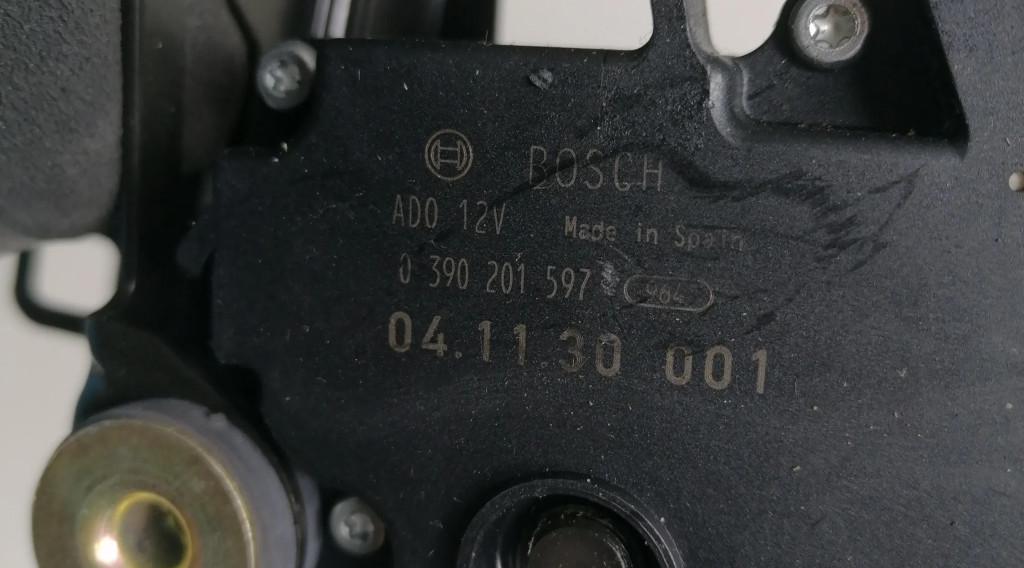 BOSCH
ADO 12V Made in Spain
0 390 201 597 964
04.11.30 001